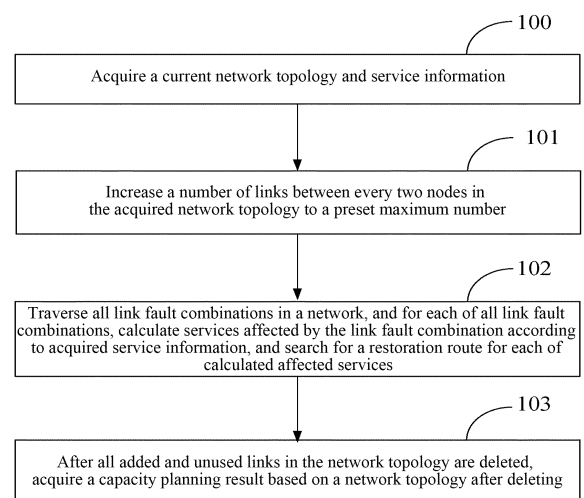 100
Acquire a current network topology and service information
101
Increase a number of links between every two nodes in
the acquired network topology to a preset maximum number
102
Traverse all link fault combinations in a network, and for each of all link fault
combinations, calculate services affected by the link fault combination according
to acquired service information, and search for a restoration route for each of
calculated affected services
103
After all added and unused links in the network topology are deleted,
acquire a capacity planning result based on a network topology after deleting